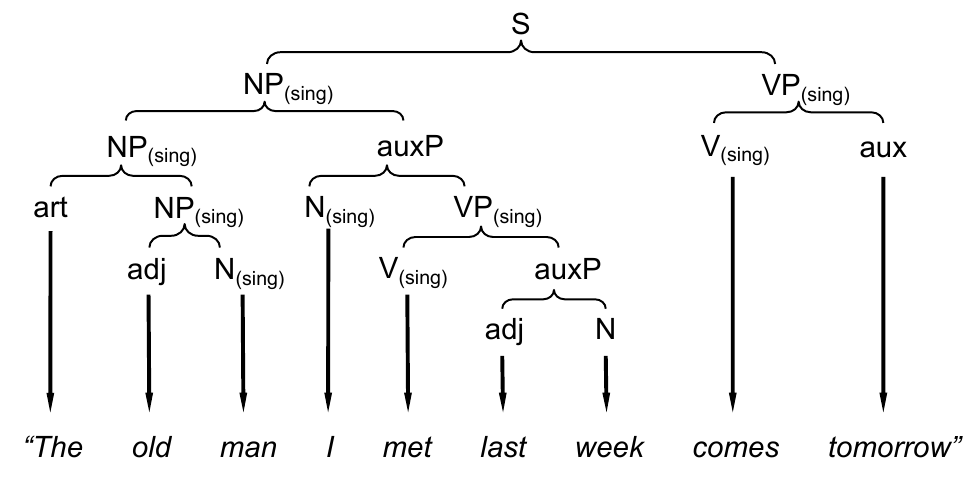 S
NP(sing) VP(sing)
NP(sing) auxP V(sing) aux
art NP(sing) N(sing) VP(sing)
adj N(sing) V(sing) auxP
adj N
“The old man I met last week comes tomorrow”